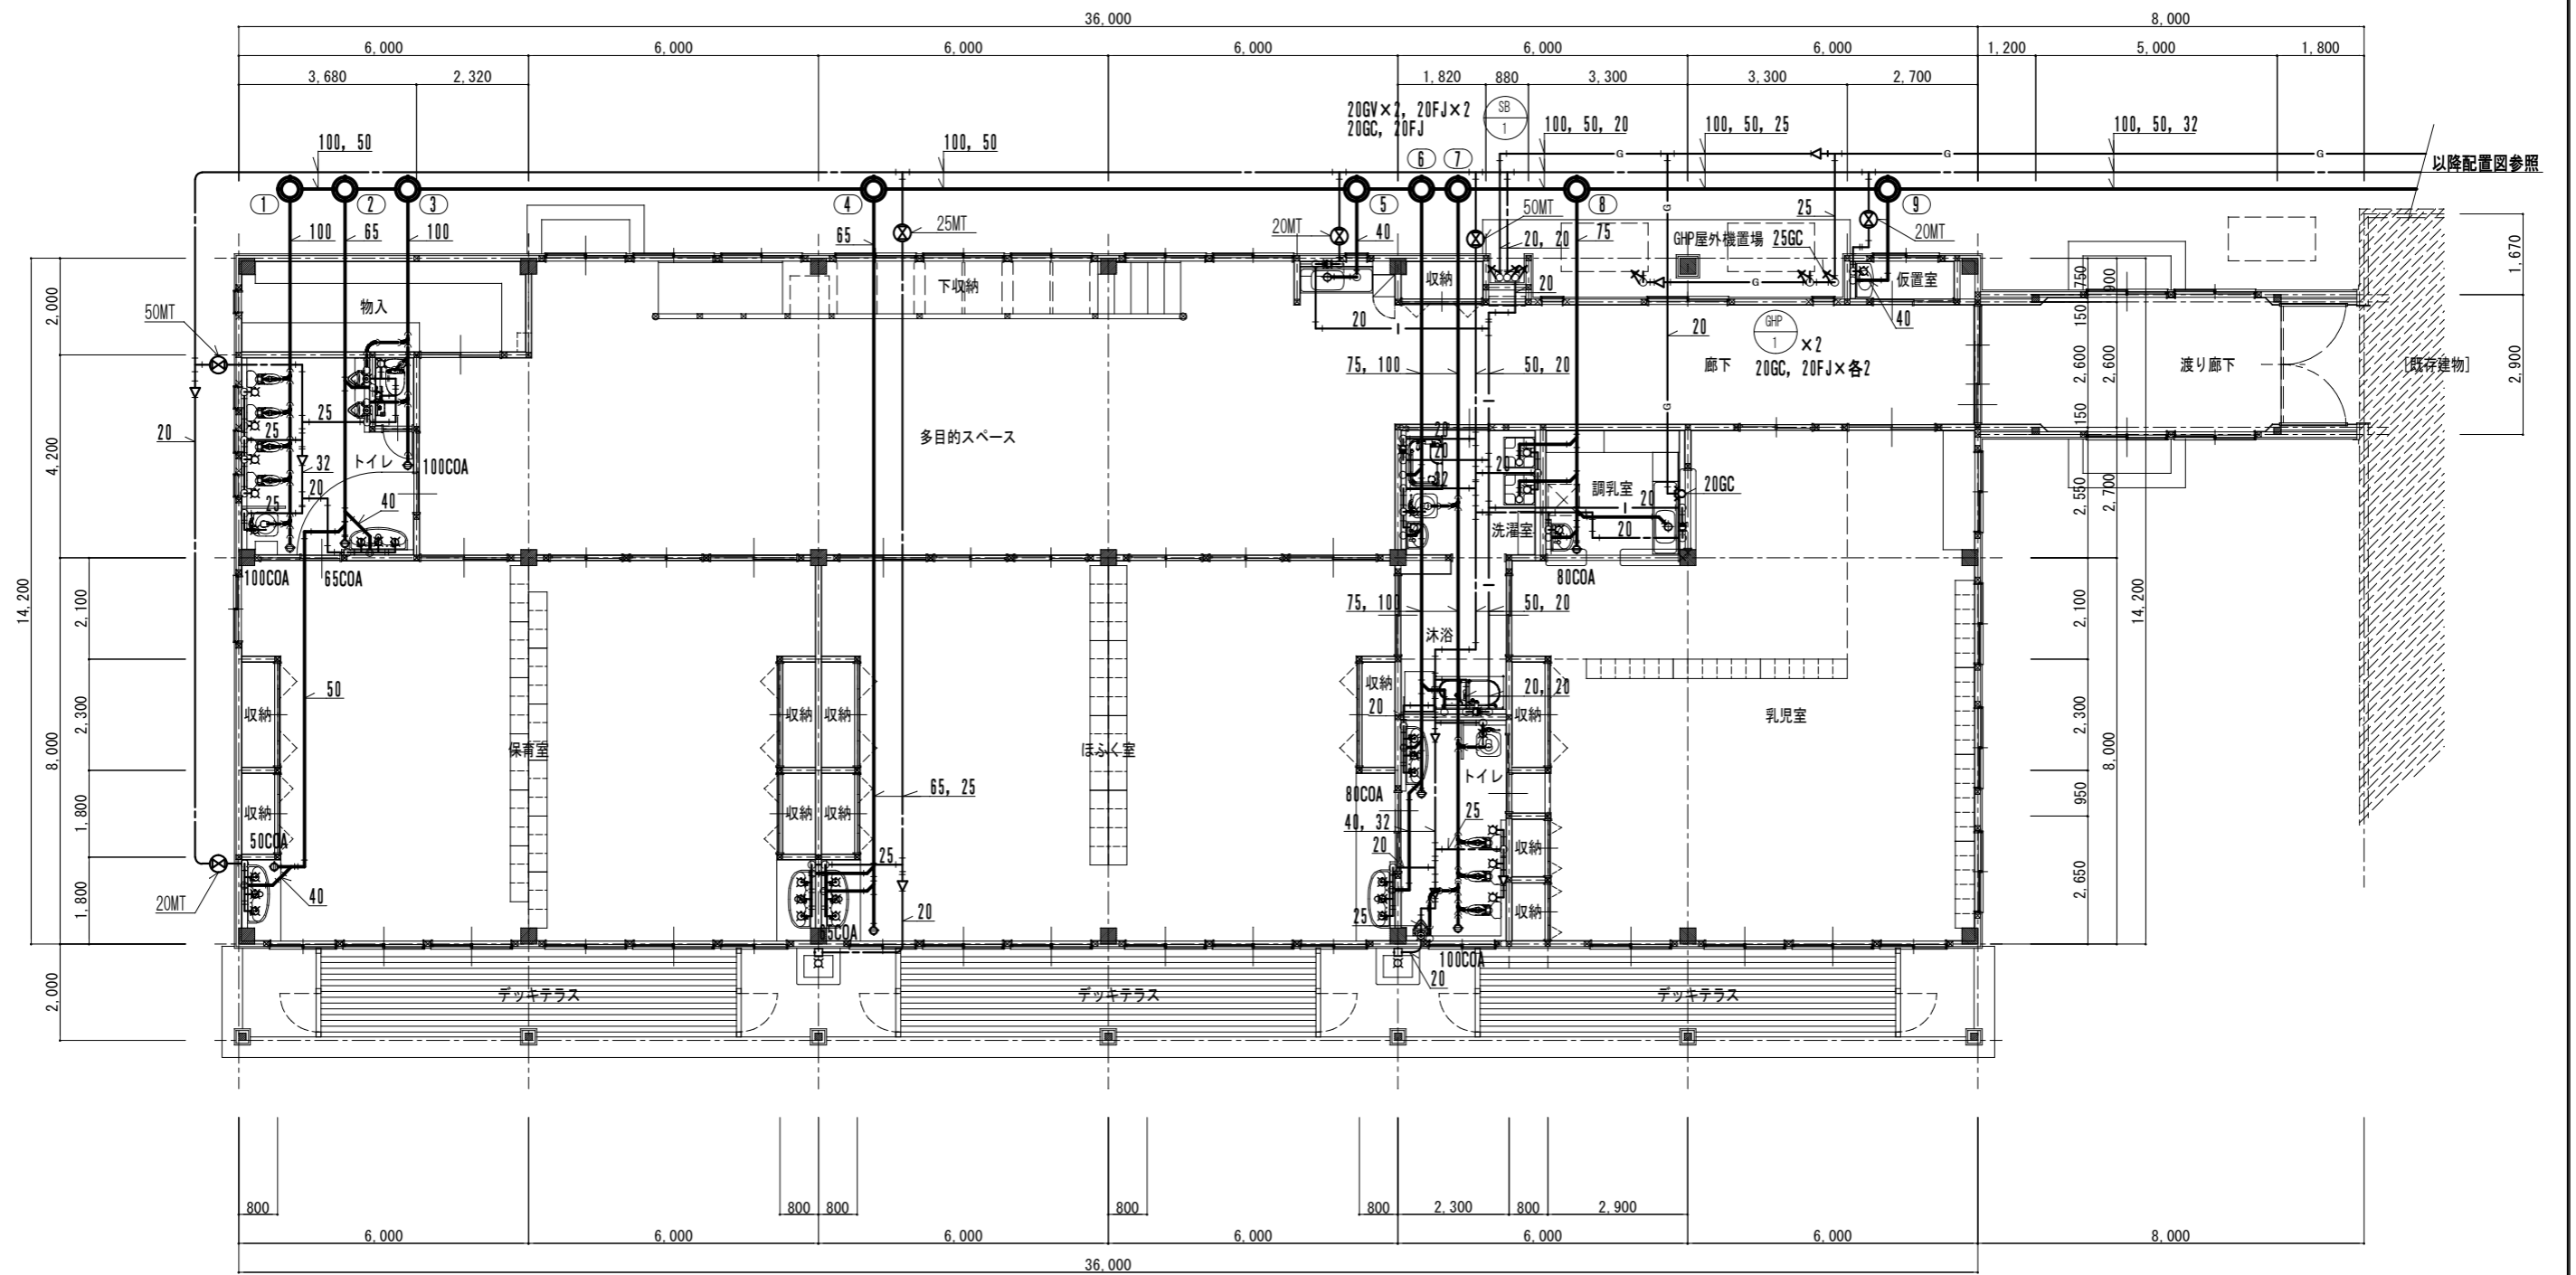 36,000
8,000
6,000
6,000
6,000
6,000
6,000
6,000
1,200
5,000
1,800
3,680
2,320
1,820
880
3,300
3,300
2,700
20GV×2, 20FJ×2
20GC, 20FJ
SB
1
100, 50
100, 50
100, 50, 20
100, 50, 25
100, 50, 32
G
G
G
G
以降配置図参照
1
2
3
4
5
6
7
8
9
100
65
100
65
25MT
20MT
40
50MT
20, 20
75
G
GHP屋外機置場
25GC
25
20MT
物入
下収納
収納
20
仮置室
40
G
50MT
20
20
GHP
1
×2
20GC, 20FJ×各2
廊下
渡り廊下
[既存建物]
75, 100
50, 20
20
25
25
32
20
25
トイレ
100COA
40
多目的スペース
G
20
20
32
20
調乳室
20GC
20
洗濯室
20
100COA
65COA
80COA
75, 100
50, 20
沐浴
50
収納
収納
収納
収納
20, 20
20
収納
乳児室
保育室
ほふく室
トイレ
収納
収納
収納
65, 25
80COA
40, 32
25
収納
50COA
40
25
20
20MT
20
65COA
25
収納
100COA
20
デッキテラス
デッキテラス
デッキテラス
2,000
4,200
14,200
2,100
2,300
8,000
1,800
1,800
2,000
750
900
1,670
150
2,600
2,600
2,900
150
2,550
2,700
2,100
14,200
2,300
8,000
950
2,650
800
800
800
800
800
2,300
800
2,900
6,000
6,000
6,000
6,000
6,000
6,000
8,000
36,000